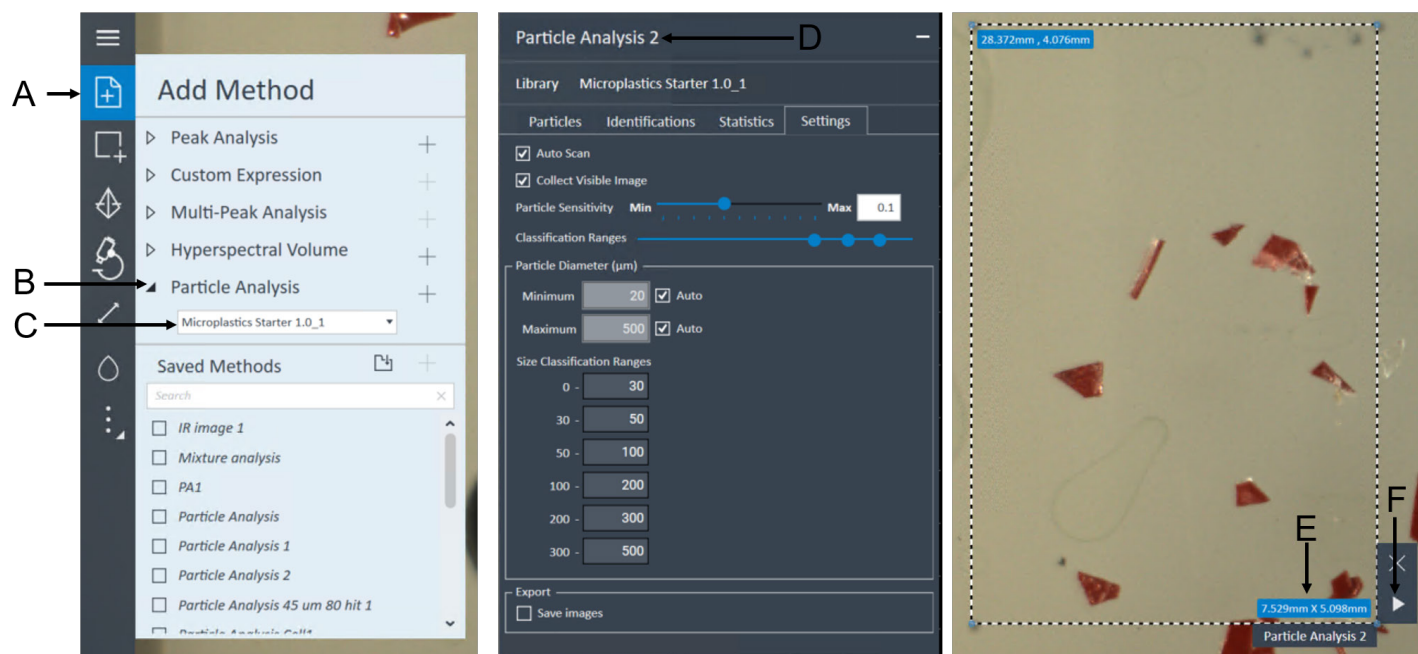 A
B
C
Add Method
Peak Analysis
Custom Expression
Multi-Peak Analysis
Hyperspectral Volume
Particle Analysis
Microplastics Starter 1.0_1
Saved Methods
Search
IR image 1
Mixture analysis
PA1
Particle Analysis
Particle Analysis 1
Particle Analysis 2
Particle Analysis 45 um 80 hit 1
Particle Analysis Cell1
Particle Analysis 2
D
Library Microplastics Starter 1.0_1
Particles Identifications Statistics Settings
Auto Scan
Collect Visible Image
Particle Sensitivity Min Max 0.1
Classification Ranges
Particle Diameter (µm)
Minimum 20 Auto
Maximum 500 Auto
Size Classification Ranges
0 - 30
30 - 50
50 - 100
100 - 200
200 - 300
300 - 500
Export
Save images
28.372mm , 4.076mm
E
F
7.529mm X 5.098mm
Particle Analysis 2